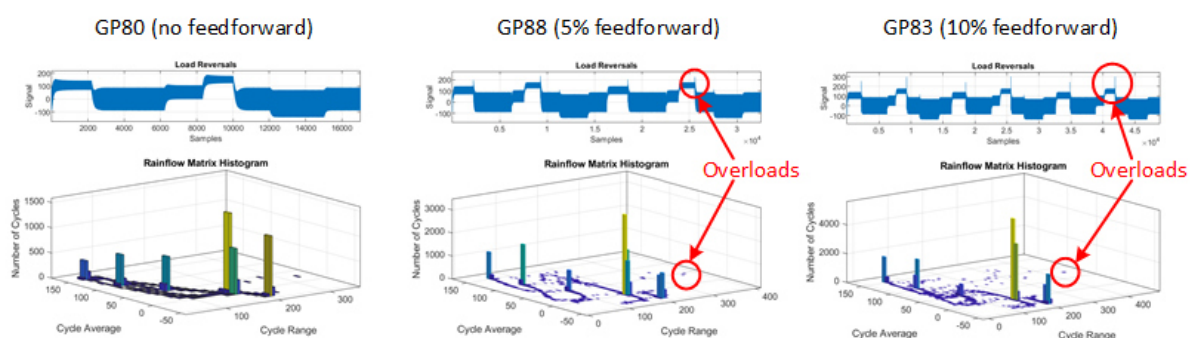 GP80 (no feedforward)
GP88 (5% feedforward)
GP83 (10% feedforward)
Load Reversals
Load Reversals
Load Reversals
Signal
200
100
0
-100
2000 4000 6000 8000 10000 12000 14000 16000
Samples
Signal
200
100
0
-100
0.5 1 1.5 2 2.5 3
Samples
×10⁴
Signal
300
200
100
0
-100
0.5 1 1.5 2 2.5 3 3.5 4 4.5
Samples
×10⁴
Overloads
Overloads
Rainflow Matrix Histogram
Rainflow Matrix Histogram
Rainflow Matrix Histogram
Number of Cycles
1500
1000
500
0
150 100 50 0 -50
Cycle Average
0 100 200 300
Cycle Range
Number of Cycles
3000
2000
1000
0
150 100 50 0 -50
Cycle Average
0 100 200 300 400
Cycle Range
Number of Cycles
4000
2000
0
150 100 50 0 -50
Cycle Average
0 100 200 300 400
Cycle Range